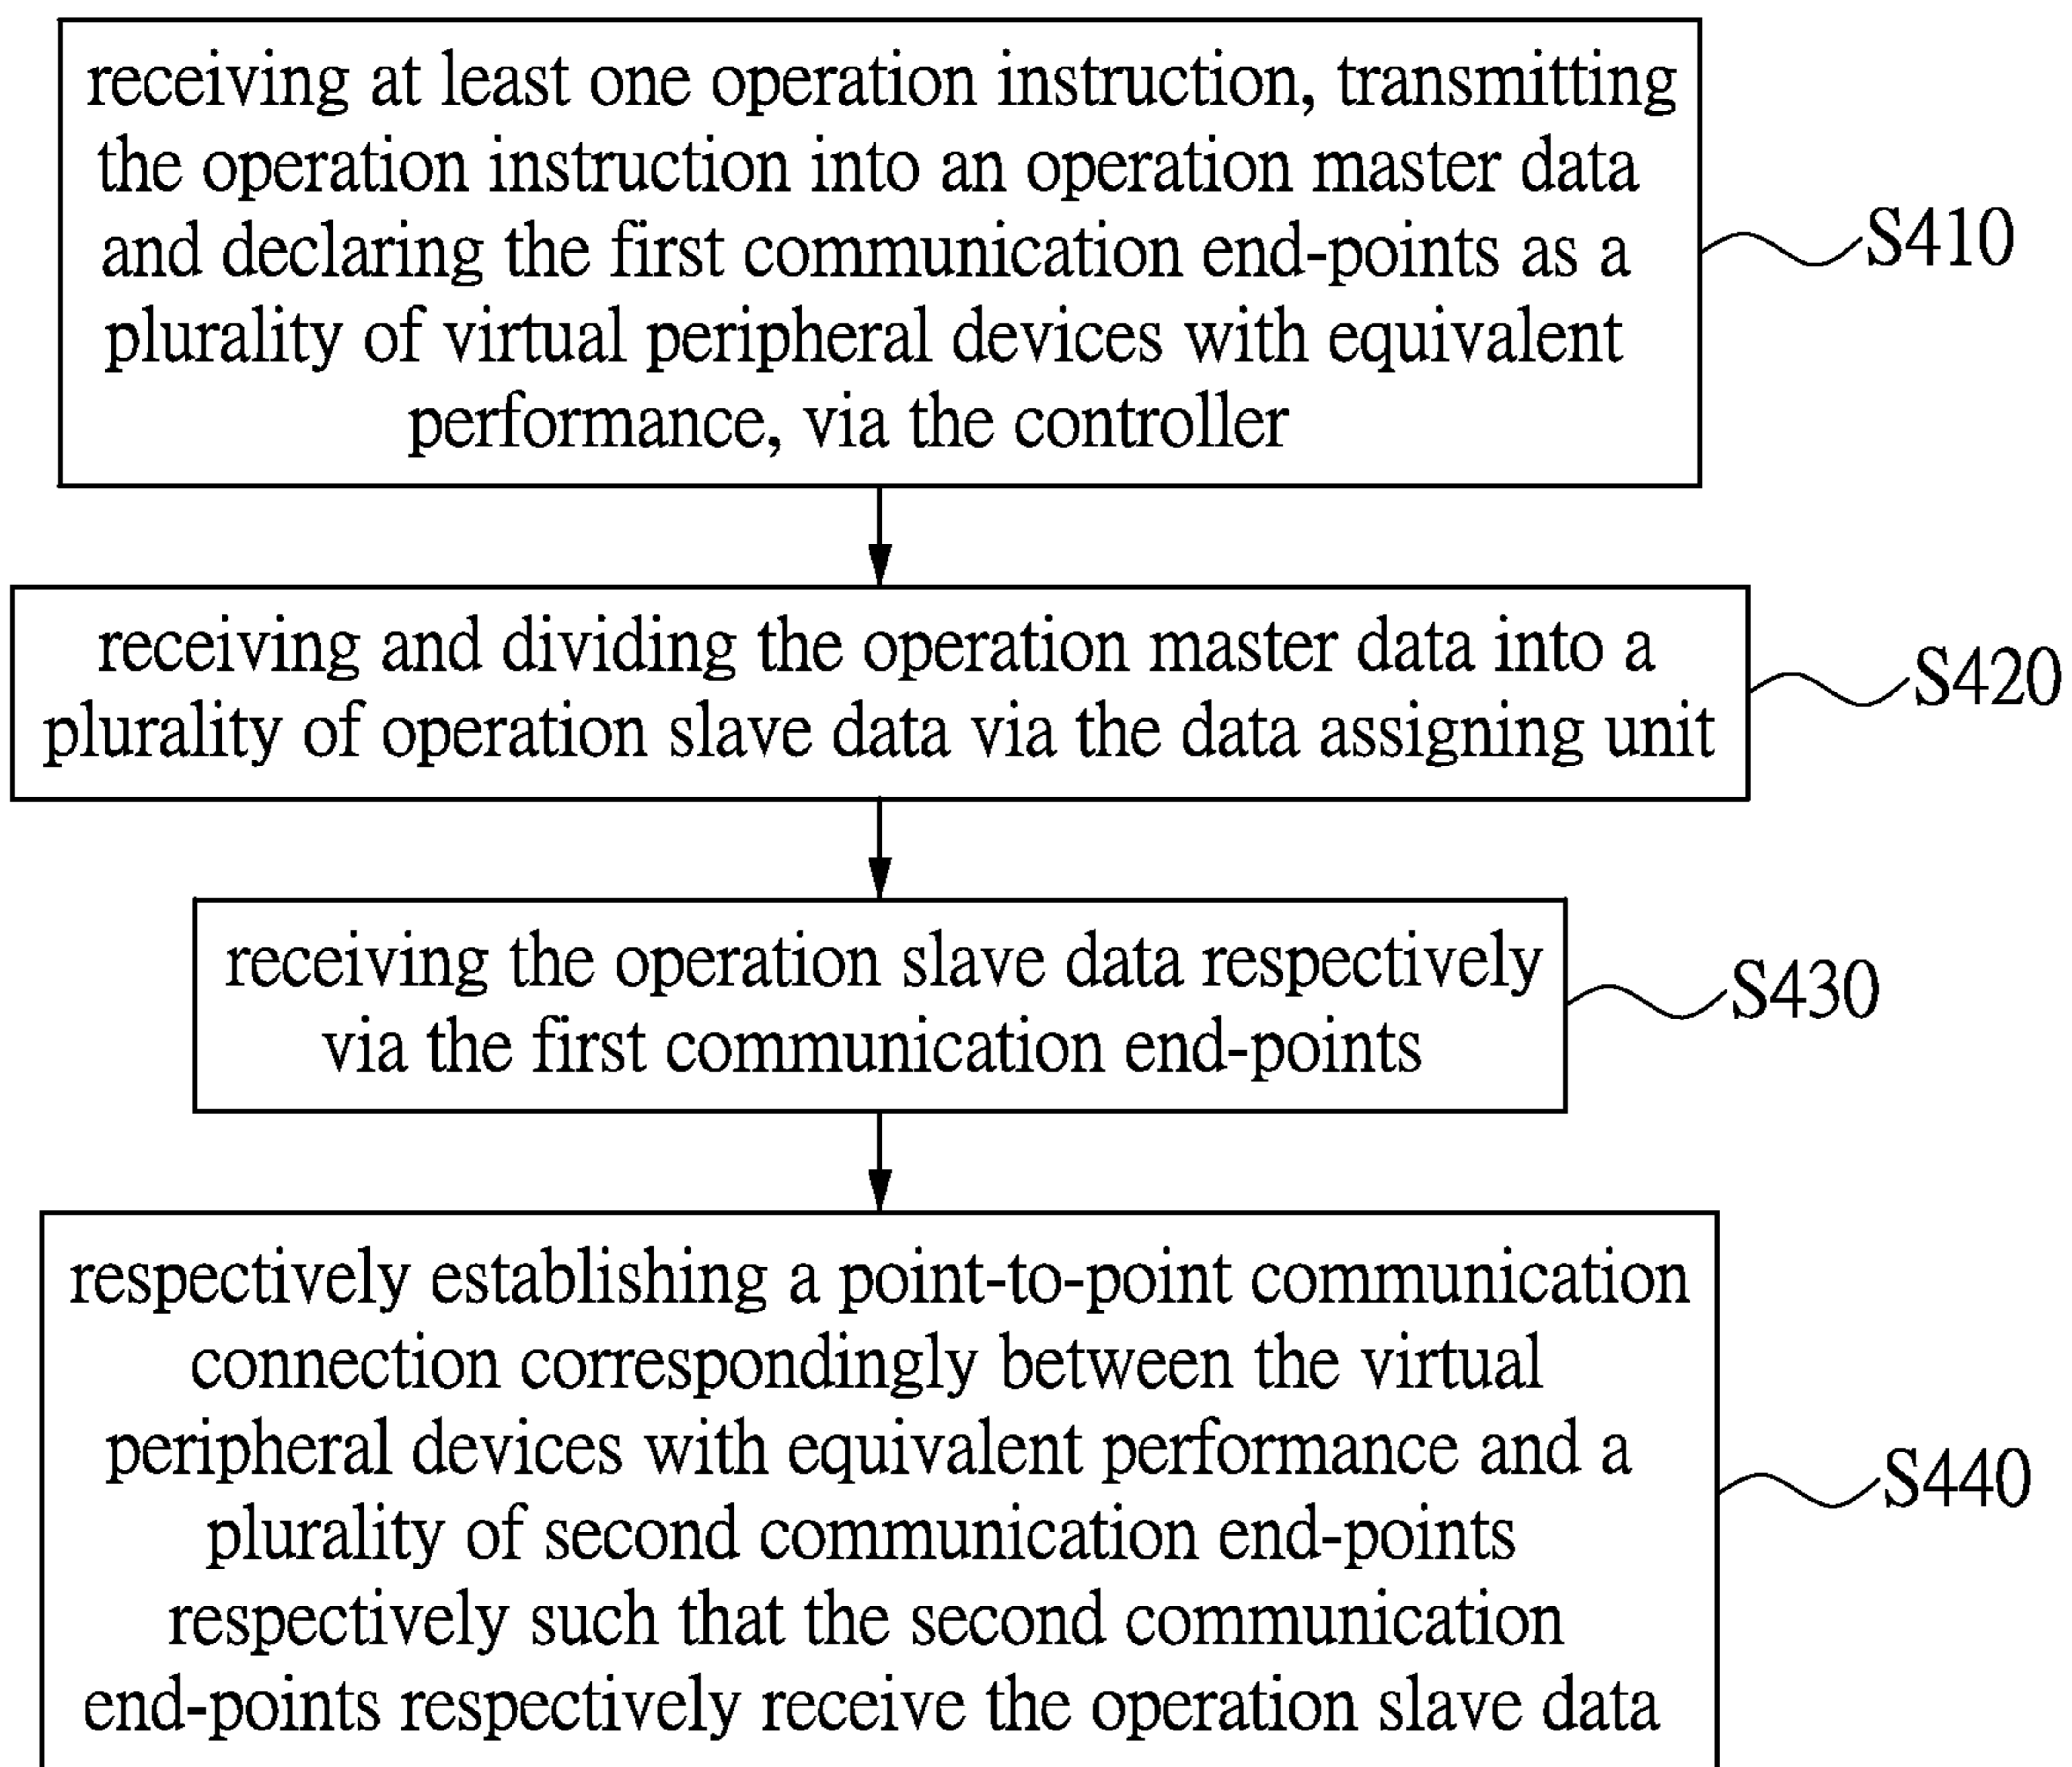 receiving at least one operation instruction, transmitting
the operation instruction into an operation master data
and declaring the first communication end-points as a
plurality of virtual peripheral devices with equivalent
performance, via the controller
S410
receiving and dividing the operation master data into a
plurality of operation slave data via the data assigning unit
S420
receiving the operation slave data respectively
via the first communication end-points
S430
respectively establishing a point-to-point communication
connection correspondingly between the virtual
peripheral devices with equivalent performance and a
plurality of second communication end-points
respectively such that the second communication
end-points respectively receive the operation slave data
S440